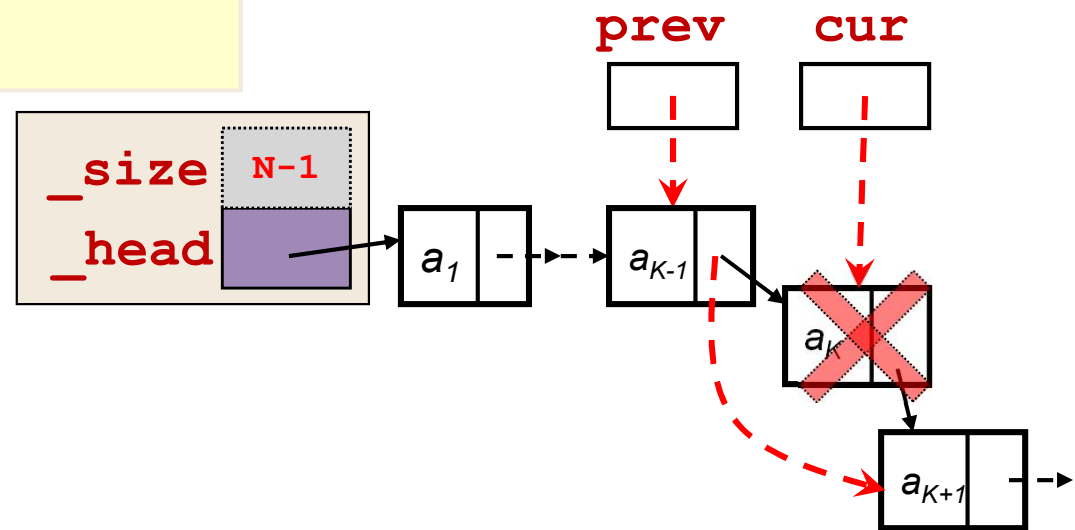 prev cur
_size N-1
_head
a1 aK-1
aK
aK+1